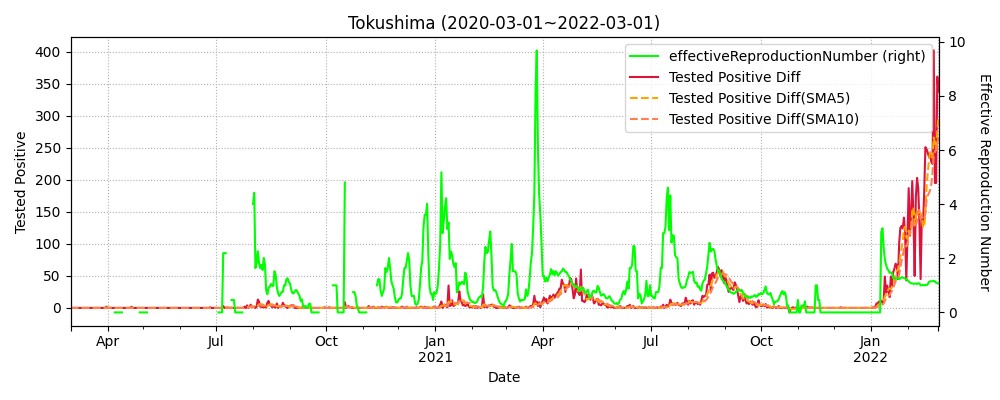 Tokushima (2020-03-01~2022-03-01)
effectiveReproductionNumber (right)
Tested Positive Diff
Tested Positive Diff(SMA5)
Tested Positive Diff(SMA10)
Tested Positive
400
350
300
250
200
150
100
50
0
Effective Reproduction Number
10
8
6
4
2
0
Apr
Jul
Oct
Jan
2021
Apr
Jul
Oct
Jan
2022
Date